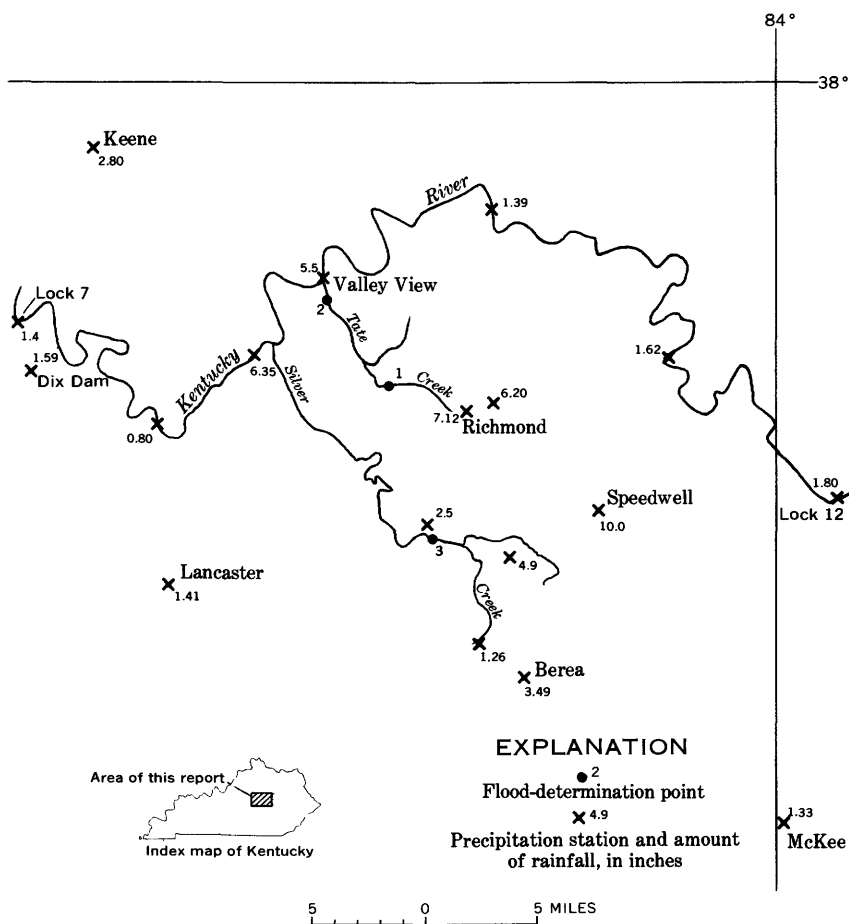 84°
38°
Keene
2.80
River
1.39
5.5
Valley View
2
Lock 7
1.4
1.59
Dix Dam
Tate
Kentucky
6.35
Silver
1
Creek
6.20
7.12
Richmond
1.62
0.80
1.80
Lock 12
Speedwell
10.0
2.5
3
4.9
Lancaster
1.41
Creek
1.26
Berea
3.49
EXPLANATION
2
Flood-determination point
4.9
Precipitation station and amount
of rainfall, in inches
Area of this report
Index map of Kentucky
1.33
McKee
5 0 5 MILES